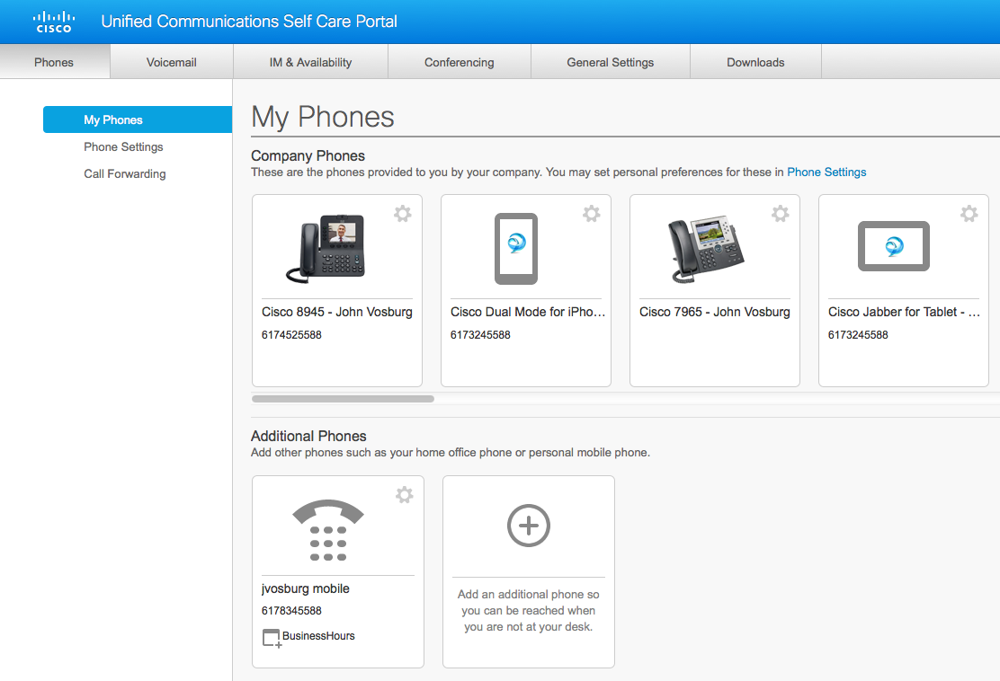 cisco
Unified Communications Self Care Portal
Phones
Voicemail
IM & Availability
Conferencing
General Settings
Downloads
My Phones
Phone Settings
Call Forwarding
My Phones
Company Phones
These are the phones provided to you by your company. You may set personal preferences for these in Phone Settings
Cisco 8945 - John Vosburg
6174525588
Cisco Dual Mode for iPho...
6173245588
Cisco 7965 - John Vosburg
Cisco Jabber for Tablet - ...
6173245588
Additional Phones
Add other phones such as your home office phone or personal mobile phone.
jvosburg mobile
6178345588
BusinessHours
Add an additional phone so
you can be reached when
you are not at your desk.